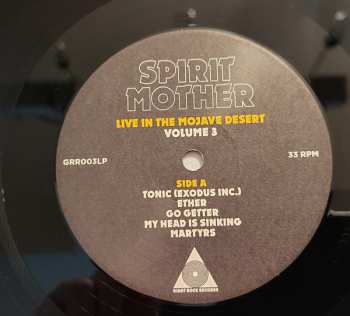 SPIRIT
MOTHER
LIVE IN THE MOJAVE DESERT
VOLUME 3
GRR003LP
33 RPM
SIDE A
TONIC (EXODUS INC.)
ETHER
GO GETTER
MY HEAD IS SINKING
MARTYRS
GIANT ROCK RECORDS